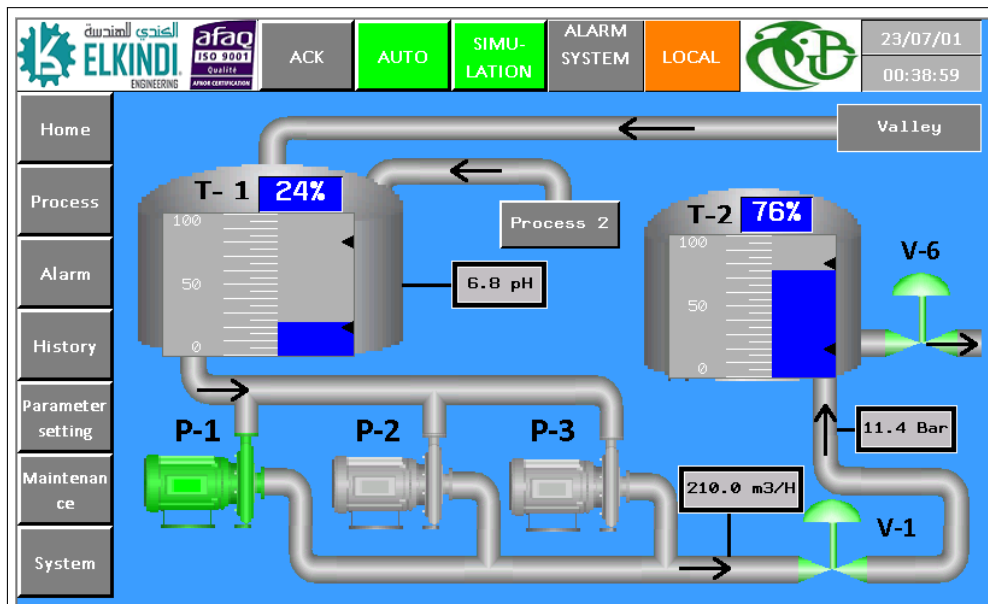 الكندي للهندسة
ELKINDI
ENGINEERING
afaq
ISO 9001
Qualité
AFNOR CERTIFICATION
ACK
AUTO
SIMU-
LATION
ALARM
SYSTEM
LOCAL
23/07/01
00:38:59
Home
Process
Alarm
History
Parameter
setting
Maintenan
ce
System
Valley
T- 1
24%
100
50
0
Process 2
6.8 pH
T-2
76%
100
50
0
V-6
11.4 Bar
P-1
P-2
P-3
210.0 m3/H
V-1